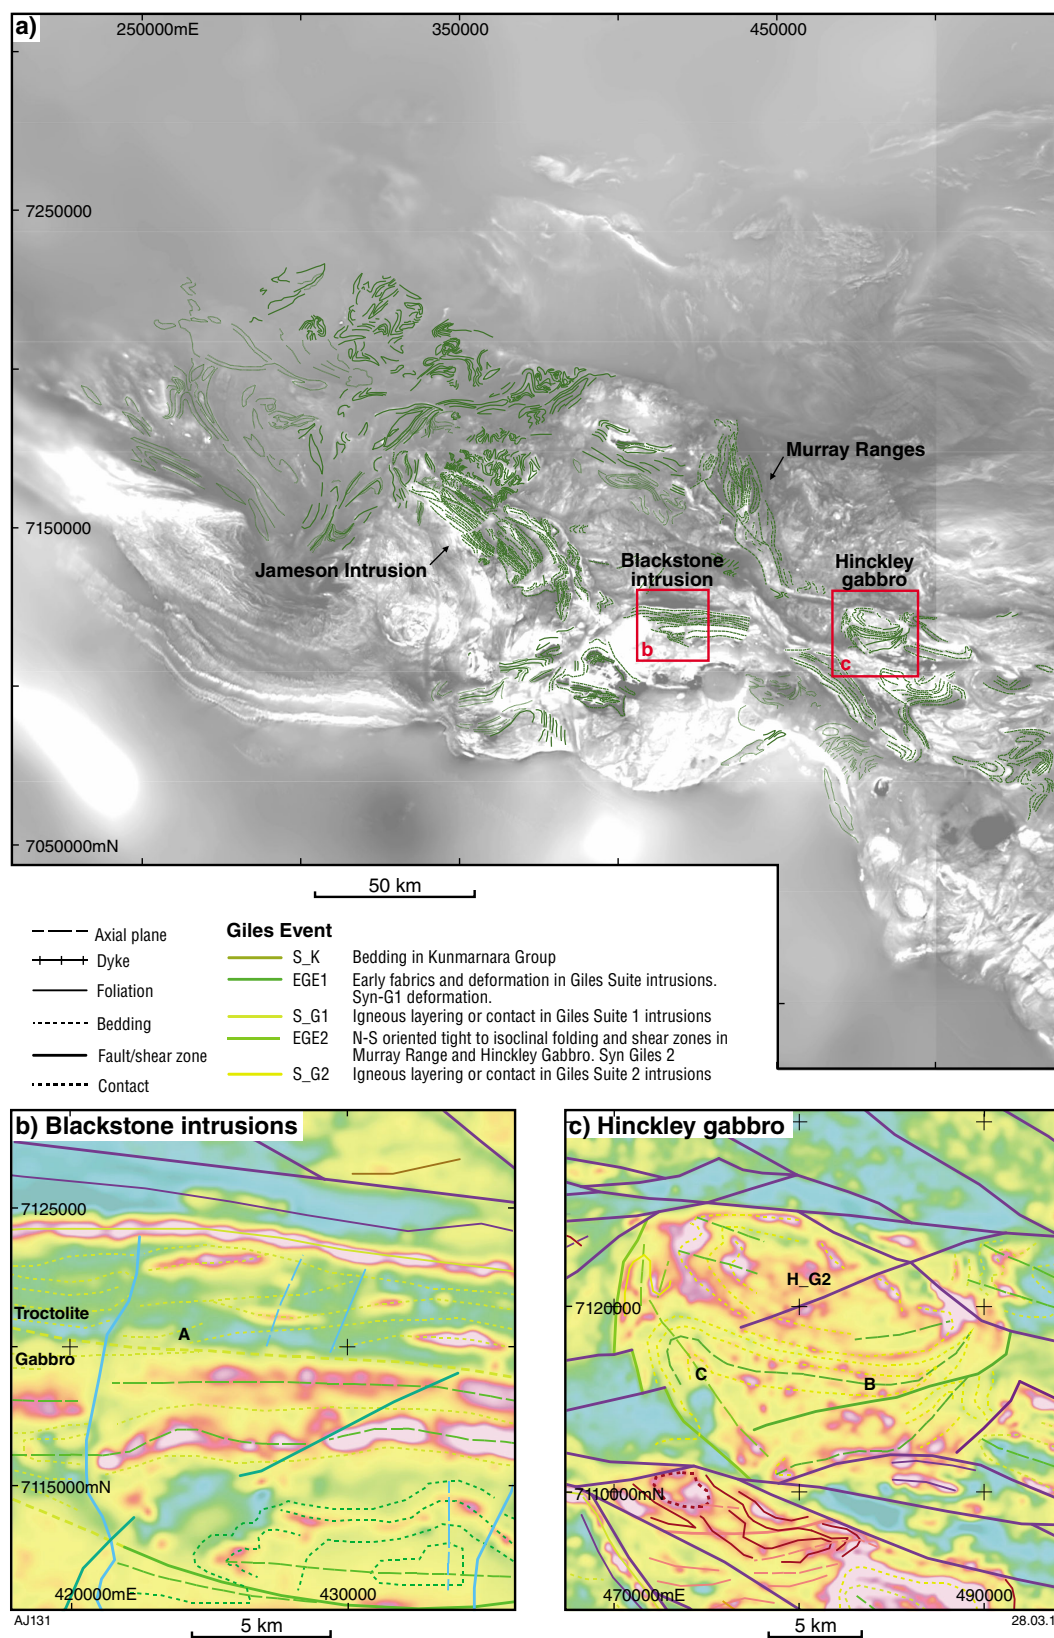 a)
250000mE
350000
450000
7250000
Murray Ranges
7150000
Jameson Intrusion
Blackstone
intrusion
Hinckley
gabbro
b
c
7050000mN
50 km
Axial plane
Dyke
Foliation
Bedding
Fault/shear zone
Contact
Giles Event
S_K Bedding in Kunmarnara Group
EGE1 Early fabrics and deformation in Giles Suite intrusions.
Syn-G1 deformation.
S_G1 Igneous layering or contact in Giles Suite 1 intrusions
EGE2 N-S oriented tight to isoclinal folding and shear zones in
Murray Range and Hinckley Gabbro. Syn Giles 2
S_G2 Igneous layering or contact in Giles Suite 2 intrusions
b) Blackstone intrusions
7125000
Troctolite
A
Gabbro
7115000mN
420000mE
430000
AJ131
5 km
c) Hinckley gabbro
H_G2
7120000
C
B
7110000mN
470000mE
490000
5 km
28.03.1